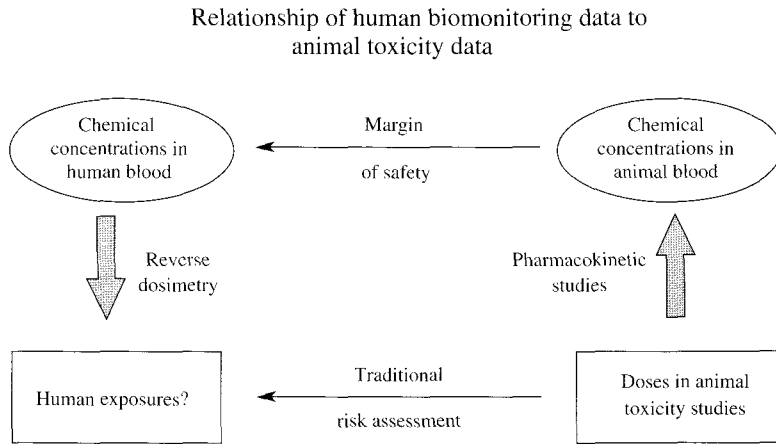 Relationship of human biomonitoring data to
animal toxicity data
Chemical
concentrations in
human blood
Margin
of safety
Chemical
concentrations in
animal blood
Reverse
dosimetry
Pharmacokinetic
studies
Human exposures?
Traditional
risk assessment
Doses in animal
toxicity studies